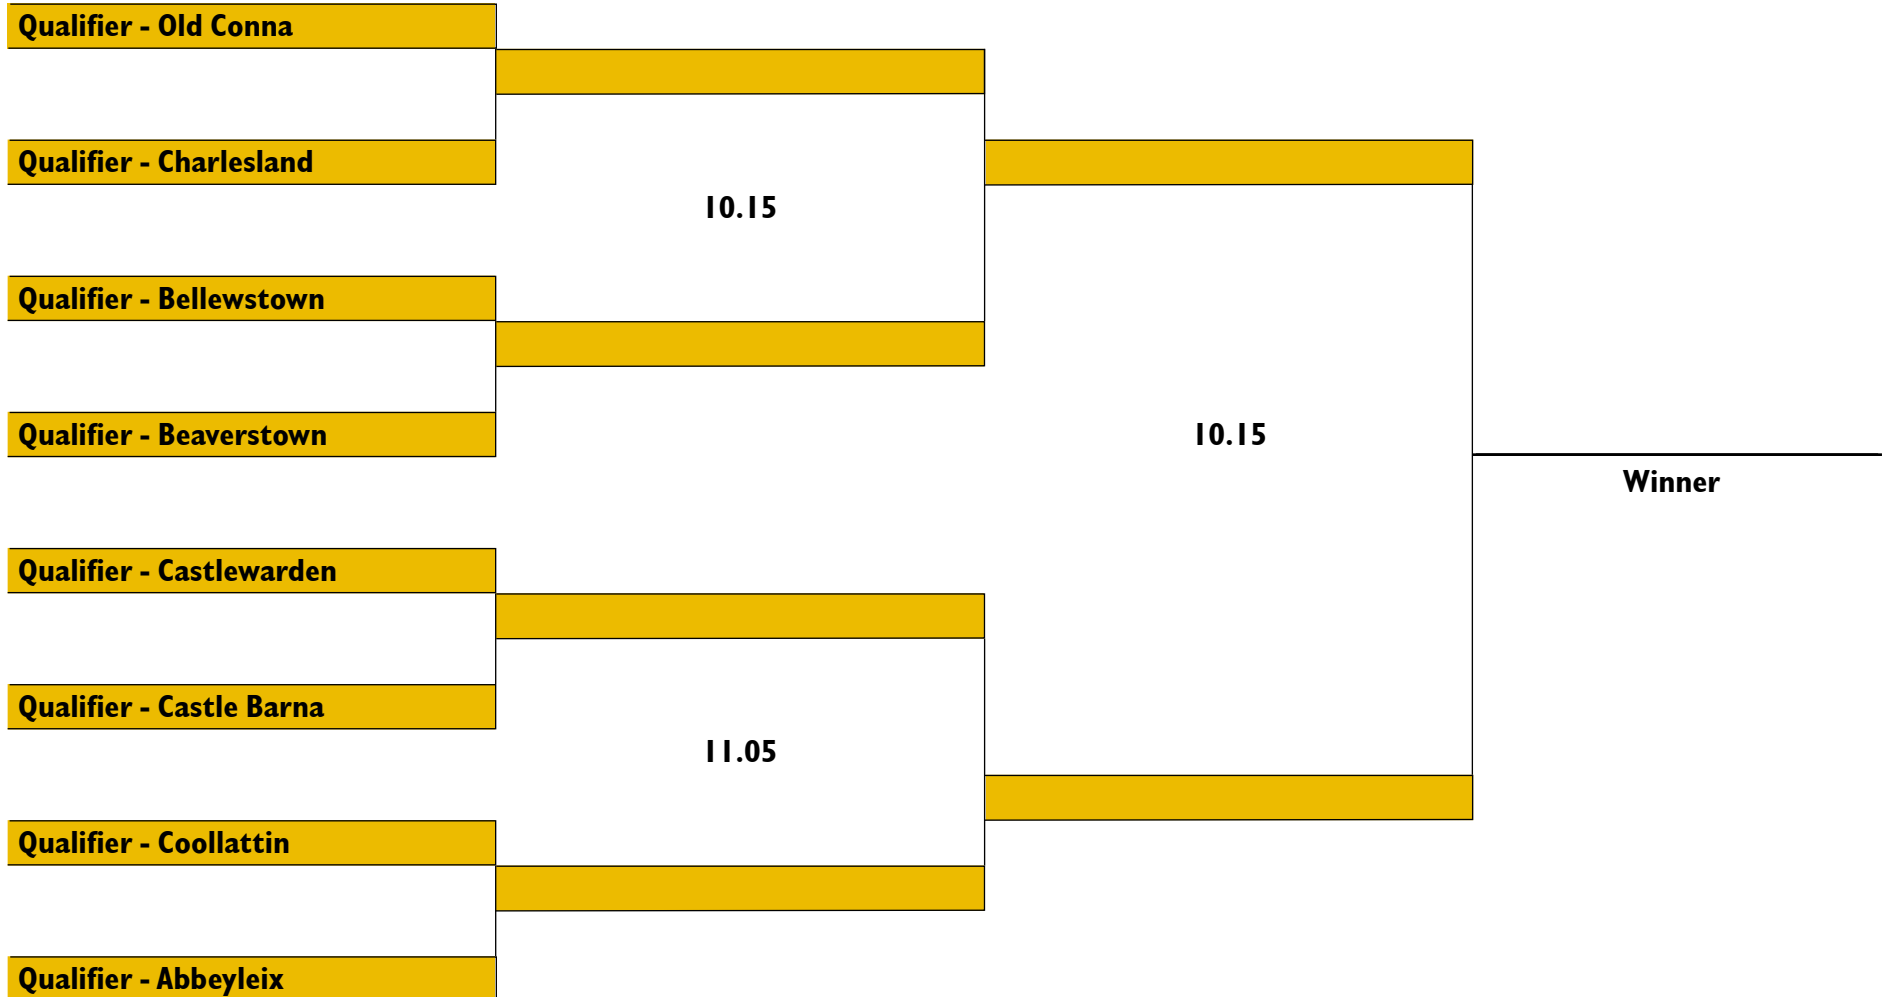 Qualifier - Old Conna
Qualifier - Charlesland
10.15
Qualifier - Bellewstown
Qualifier - Beaverstown
10.15
Winner
Qualifier - Castlewarden
Qualifier - Castle Barna
11.05
Qualifier - Coollattin
Qualifier - Abbeyleix